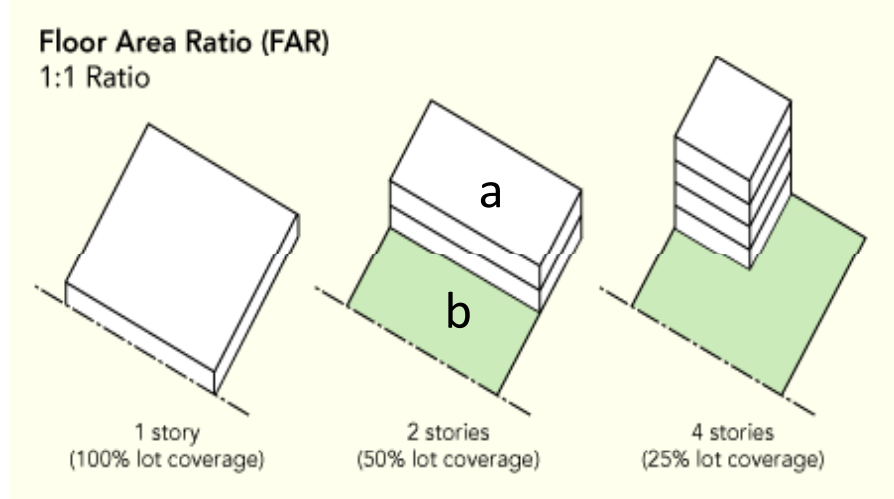 Floor Area Ratio (FAR)
1:1 Ratio
a
b
1 story
(100% lot coverage)
2 stories
(50% lot coverage)
4 stories
(25% lot coverage)